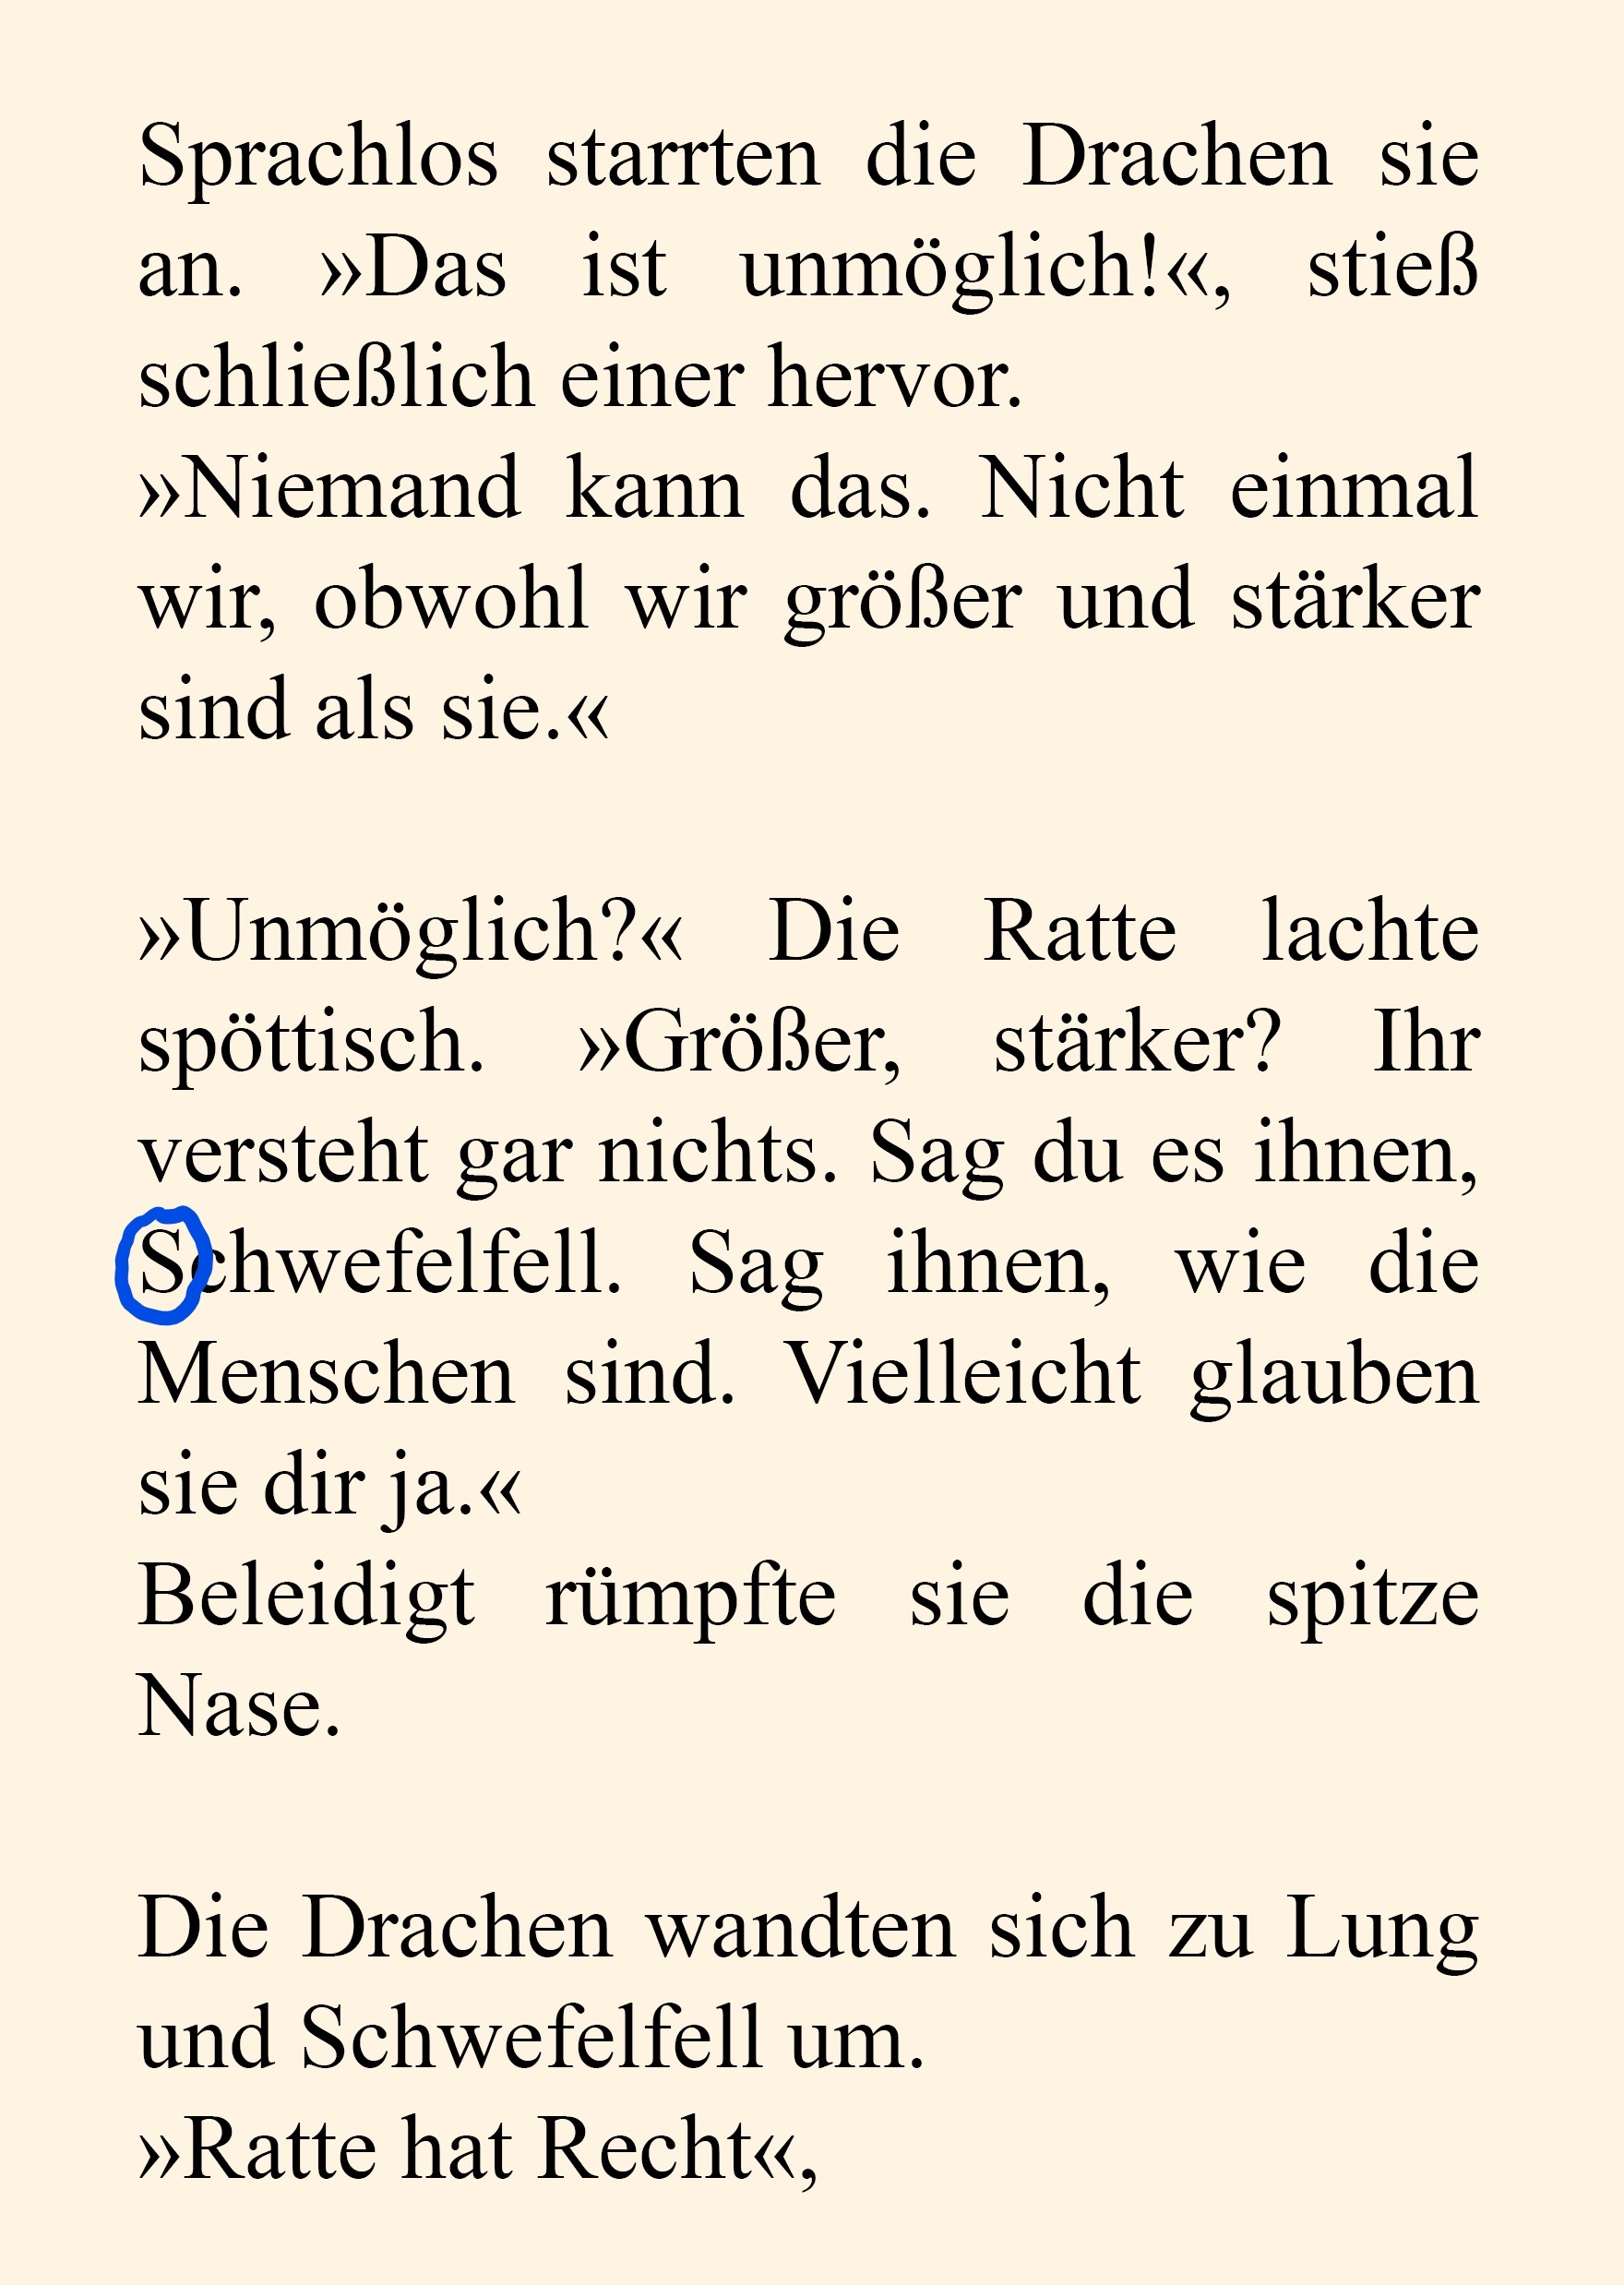 Sprachlos starrten die Drachen sie
an. »Das ist unmöglich!«, stieß
schließlich einer hervor.
»Niemand kann das. Nicht einmal
wir, obwohl wir größer und stärker
sind als sie.«
»Unmöglich?« Die Ratte lachte
spöttisch. »Größer, stärker? Ihr
versteht gar nichts. Sag du es ihnen,
Schwefelfell. Sag ihnen, wie die
Menschen sind. Vielleicht glauben
sie dir ja.«
Beleidigt rümpfte sie die spitze
Nase.
Die Drachen wandten sich zu Lung
und Schwefelfell um.
»Ratte hat Recht«,